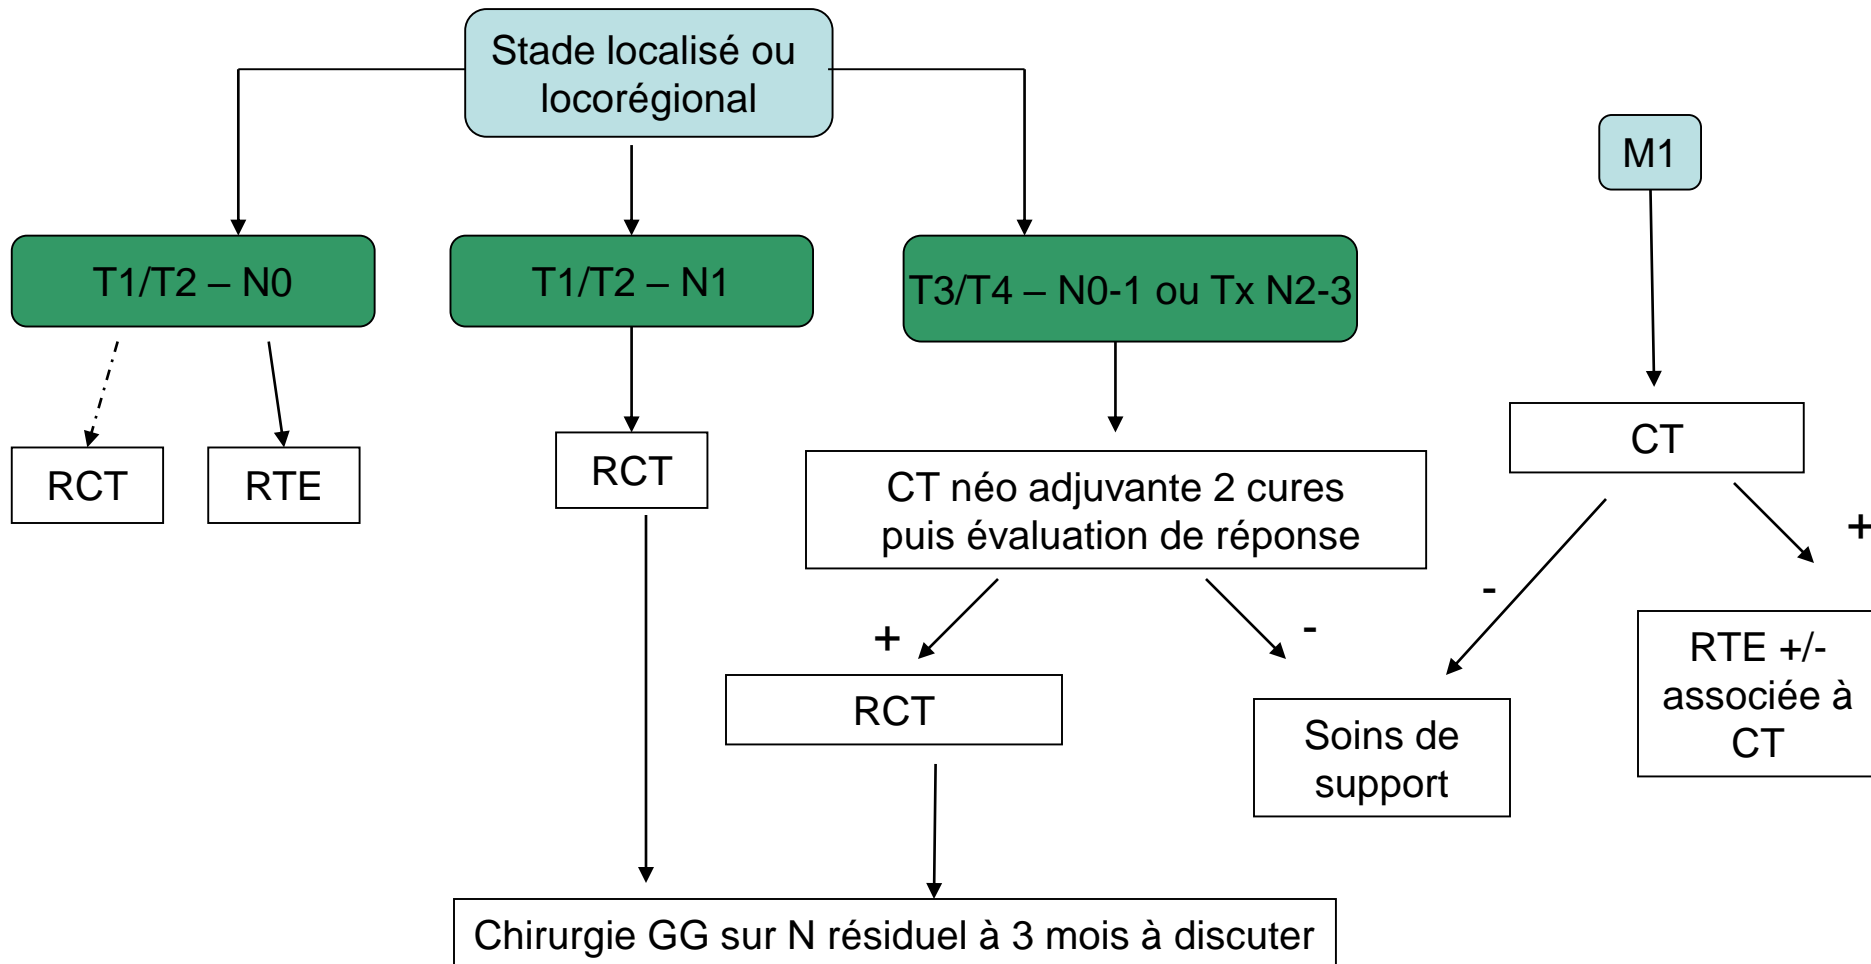 Stade localisé ou
locorégional
M1
T1/T2 – N0
T1/T2 – N1
T3/T4 – N0-1 ou Tx N2-3
RCT
RTE
RCT
CT néo adjuvante 2 cures
puis évaluation de réponse
CT
+
-
-
+
RCT
Soins de
support
RTE +/-
associée à
CT
Chirurgie GG sur N résiduel à 3 mois à discuter